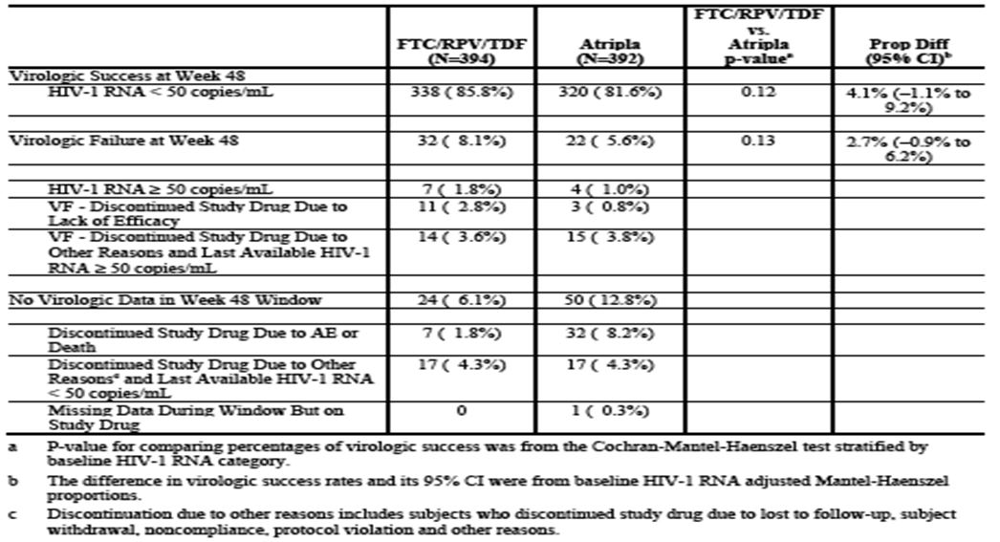 FTC/RPV/TDF
(N=394)
Atripla
(N=392)
FTC/RPV/TDF
vs.
Atripla
p-valueª
Prop Diff
(95% CI)ᵇ
Virologic Success at Week 48
HIV-1 RNA < 50 copies/mL 338 ( 85.8%) 320 ( 81.6%) 0.12 4.1% (–1.1% to
9.2%)
Virologic Failure at Week 48 32 ( 8.1%) 22 ( 5.6%) 0.13 2.7% (–0.9% to
6.2%)
HIV-1 RNA ≥ 50 copies/mL 7 ( 1.8%) 4 ( 1.0%)
VF - Discontinued Study Drug Due to 11 ( 2.8%) 3 ( 0.8%)
Lack of Efficacy
VF - Discontinued Study Drug Due to 14 ( 3.6%) 15 ( 3.8%)
Other Reasons and Last Available HIV-1
RNA ≥ 50 copies/mL
No Virologic Data in Week 48 Window 24 ( 6.1%) 50 ( 12.8%)
Discontinued Study Drug Due to AE or 7 ( 1.8%) 32 ( 8.2%)
Death
Discontinued Study Drug Due to Other 17 ( 4.3%) 17 ( 4.3%)
Reasonsᶜ and Last Available HIV-1 RNA
< 50 copies/mL
Missing Data During Window But on 0 1 ( 0.3%)
Study Drug
a P-value for comparing percentages of virologic success was from the Cochran-Mantel-Haenszel test stratified by
baseline HIV-1 RNA category.
b The difference in virologic success rates and its 95% CI were from baseline HIV-1 RNA adjusted Mantel-Haenszel
proportions.
c Discontinuation due to other reasons includes subjects who discontinued study drug due to lost to follow-up, subject
withdrawal, noncompliance, protocol violation and other reasons.